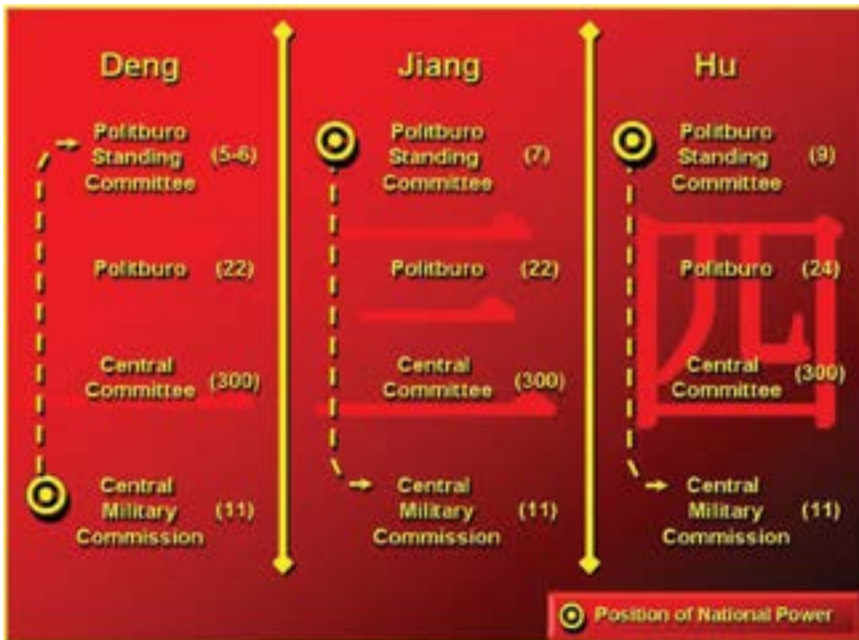 Deng
Politburo
Standing (5-6)
Committee
Politburo (22)
Central
Committee (300)
Central
Military (11)
Commission
Jiang
Politburo
Standing (7)
Committee
Politburo (22)
Central
Committee (300)
Central
Military (11)
Commission
三
Hu
Politburo
Standing (9)
Committee
Politburo (24)
Central
Committee (300)
Central
Military (11)
Commission
四
Position of National Power